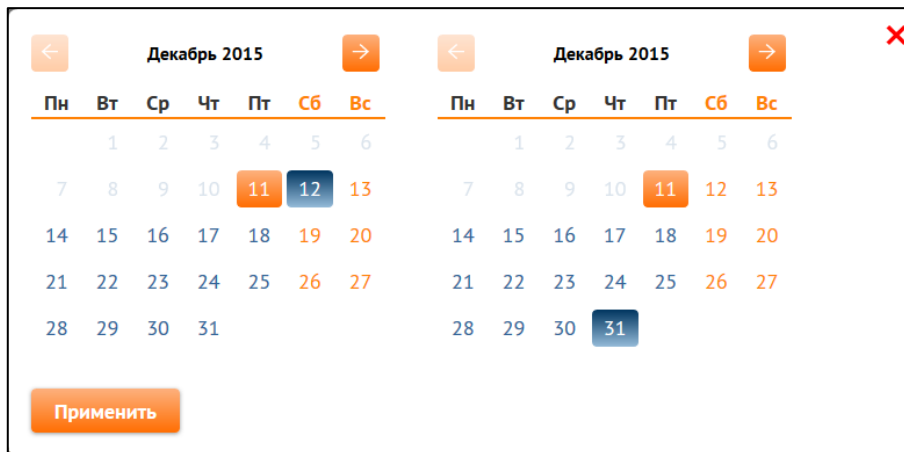 ← Декабрь 2015 → ← Декабрь 2015 →
Пн Вт Ср Чт Пт Сб Вс Пн Вт Ср Чт Пт Сб Вс
1 2 3 4 5 6 1 2 3 4 5 6
7 8 9 10 11 12 13 7 8 9 10 11 12 13
14 15 16 17 18 19 20 14 15 16 17 18 19 20
21 22 23 24 25 26 27 21 22 23 24 25 26 27
28 29 30 31 28 29 30 31
Применить